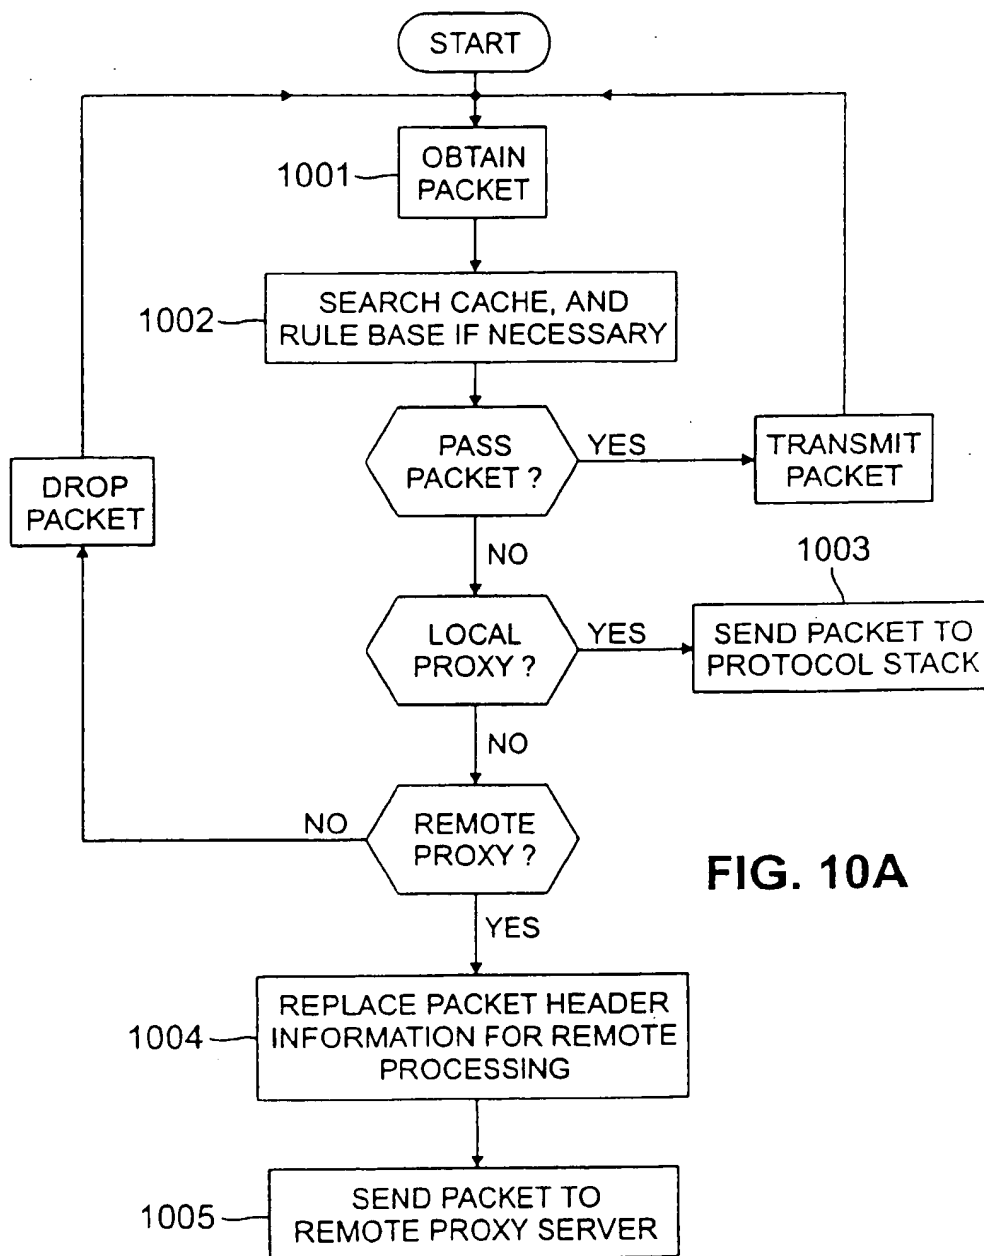 START
1001
OBTAIN
PACKET
1002
SEARCH CACHE, AND
RULE BASE IF NECESSARY
PASS
PACKET ?
YES
TRANSMIT
PACKET
DROP
PACKET
NO
1003
LOCAL
PROXY ?
YES
SEND PACKET TO
PROTOCOL STACK
NO
NO
REMOTE
PROXY ?
FIG. 10A
YES
1004
REPLACE PACKET HEADER
INFORMATION FOR REMOTE
PROCESSING
1005
SEND PACKET TO
REMOTE PROXY SERVER